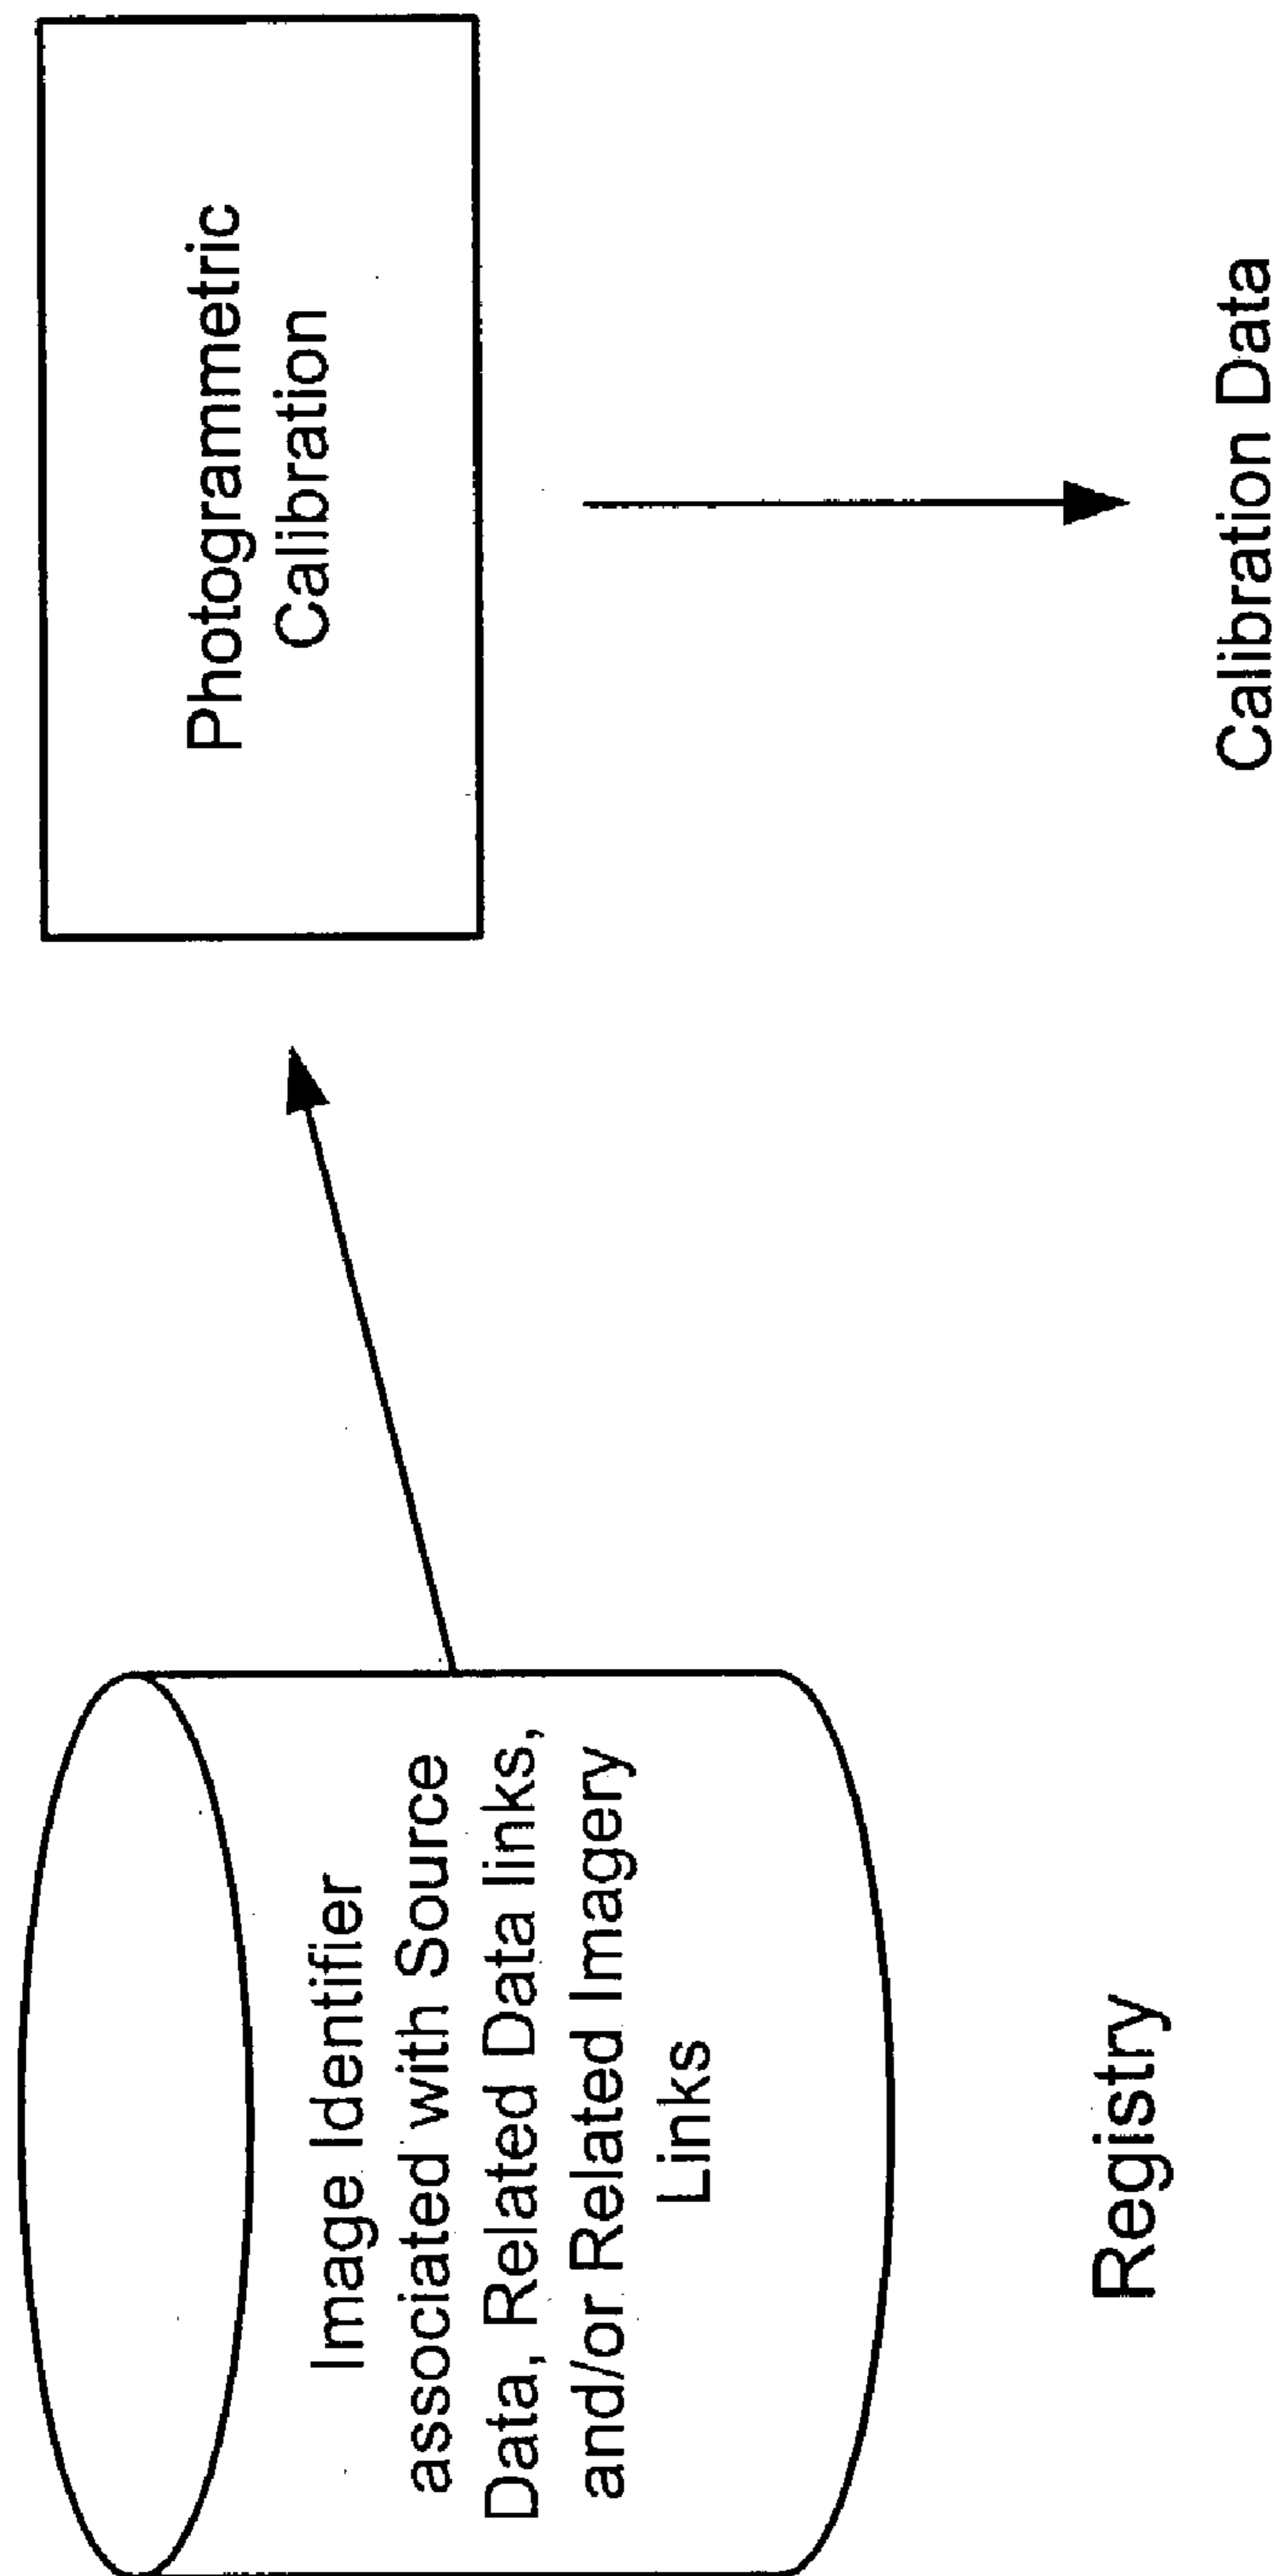 Image Identifier
associated with Source
Data, Related Data links,
and/or Related Imagery
Links
Registry
Photogrammetric
Calibration
Calibration Data